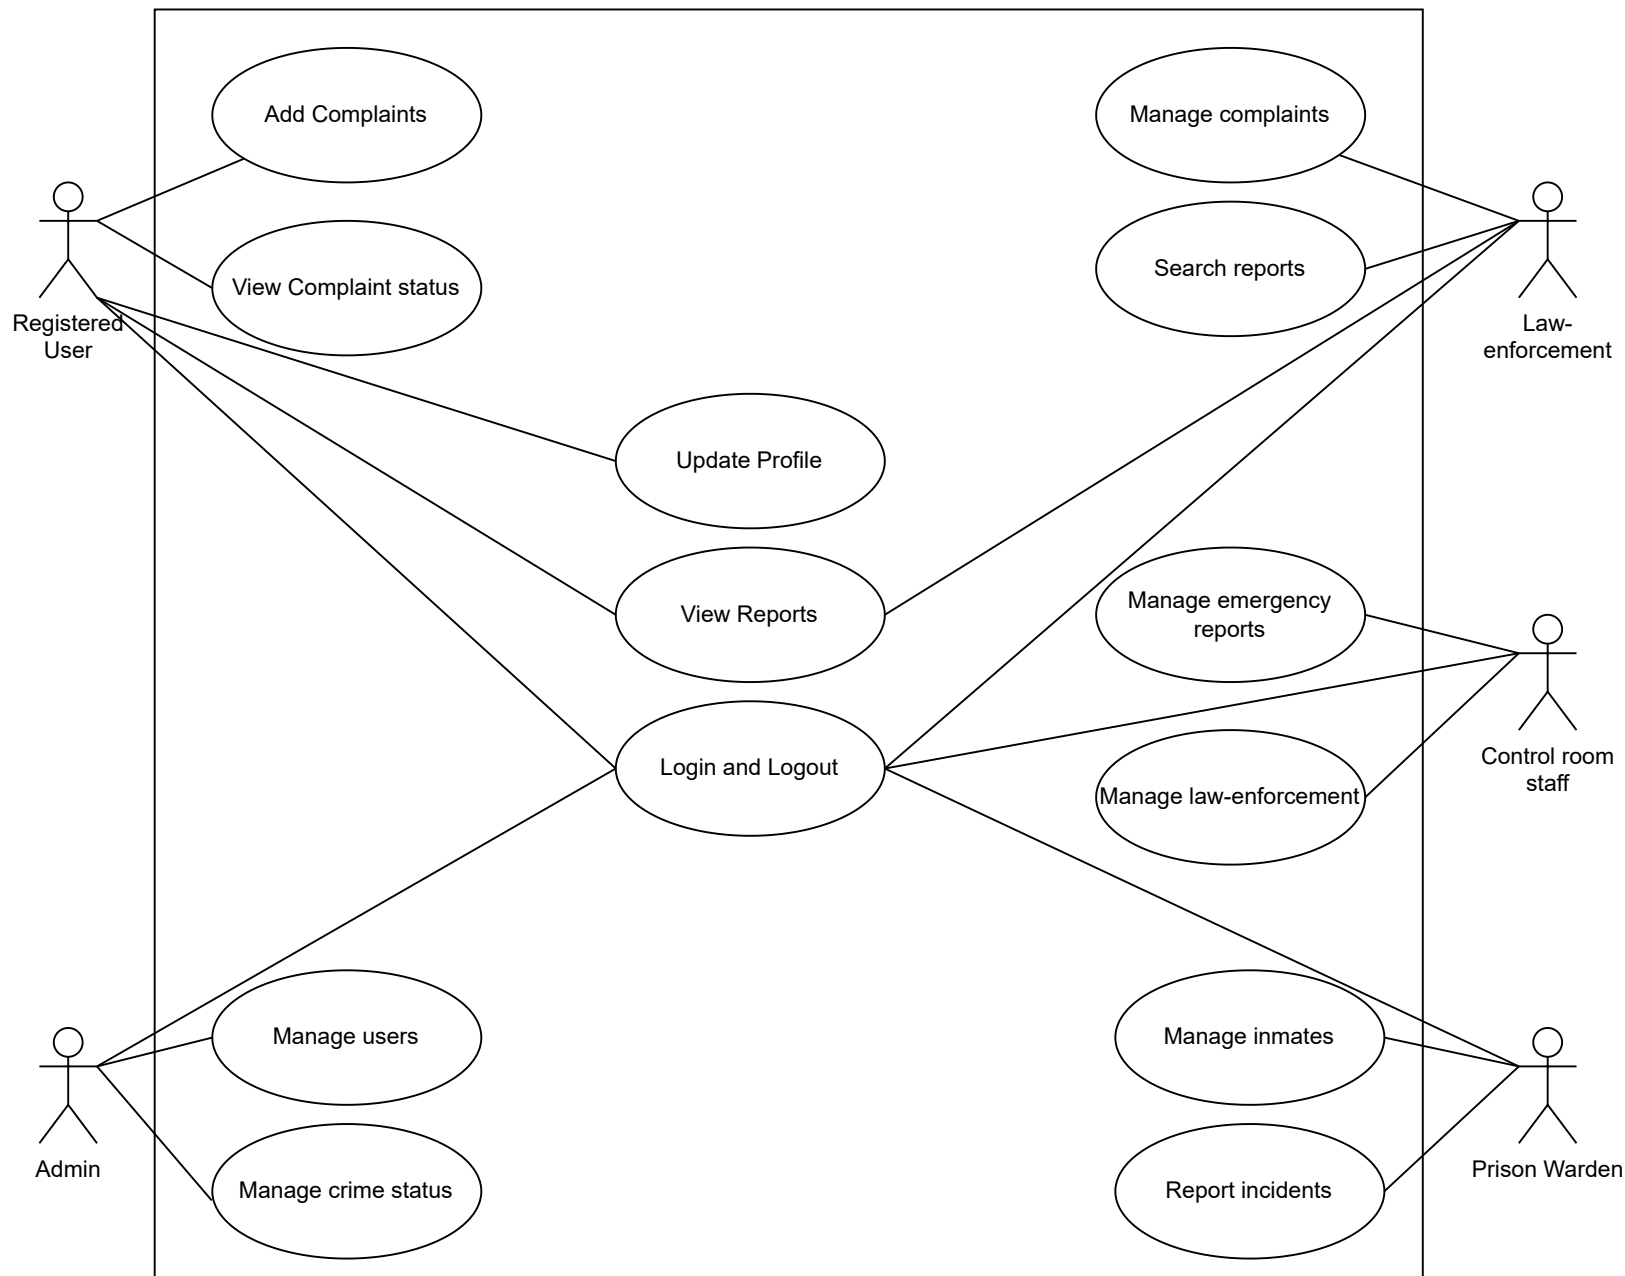 Add Complaints
Manage complaints
View Complaint status
Search reports
Registered
User
Law-
enforcement
Update Profile
View Reports
Manage emergency
reports
Login and Logout
Manage law-enforcement
Control room
staff
Manage users
Manage inmates
Admin
Prison Warden
Manage crime status
Report incidents